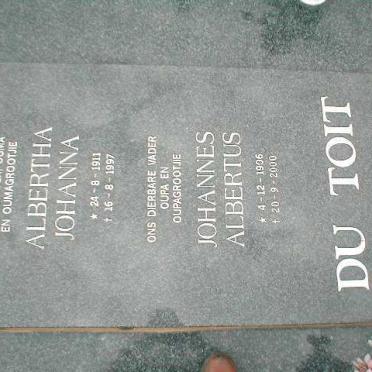 OUMA
EN OUMAGROOTJIE
ALBERTHA
JOHANNA
* 24-8-1911
† 16-8-1997
ONS DIERBARE VADER
OUPA EN
OUPAGROOTJIE
JOHANNES
ALBERTUS
* 4-12-1906
† 20-9-2000
DU TOIT